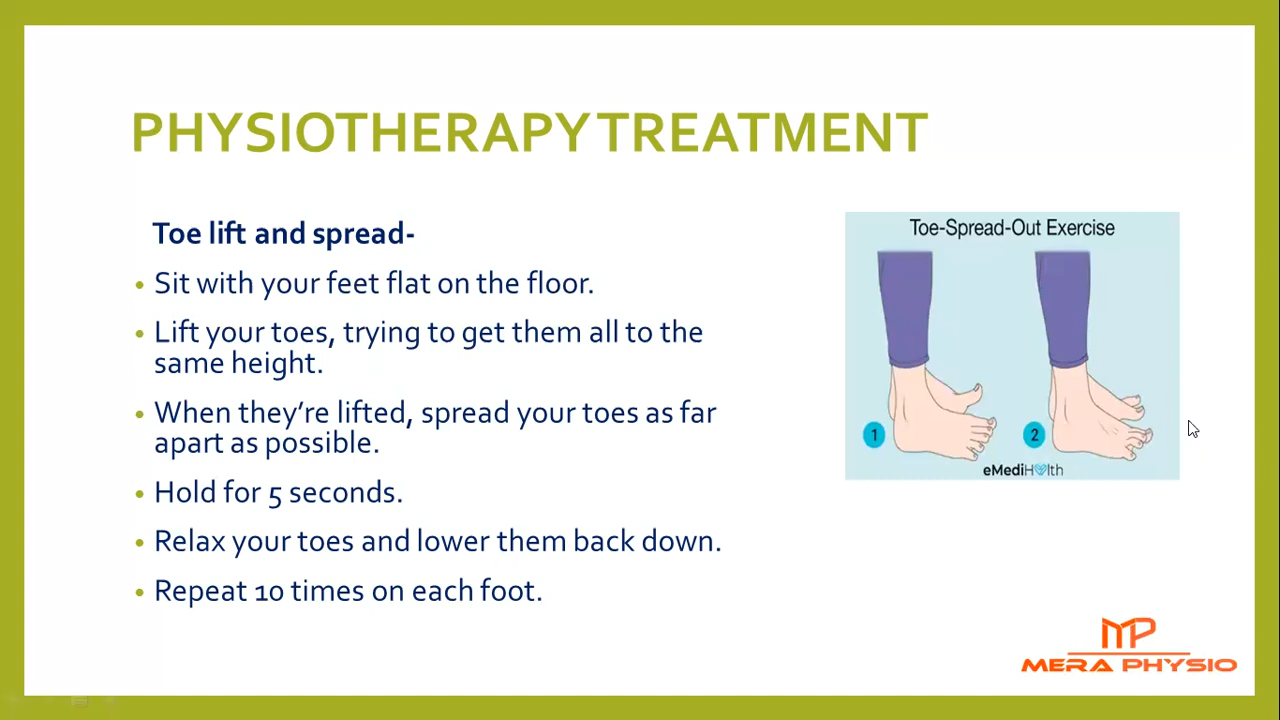 PHYSIOTHERAPY TREATMENT
Toe lift and spread-
• Sit with your feet flat on the floor.
• Lift your toes, trying to get them all to the
same height.
• When they’re lifted, spread your toes as far
apart as possible.
• Hold for 5 seconds.
• Relax your toes and lower them back down.
• Repeat 10 times on each foot.
Toe-Spread-Out Exercise
1
2
eMediHealth
MP
MERA PHYSIO